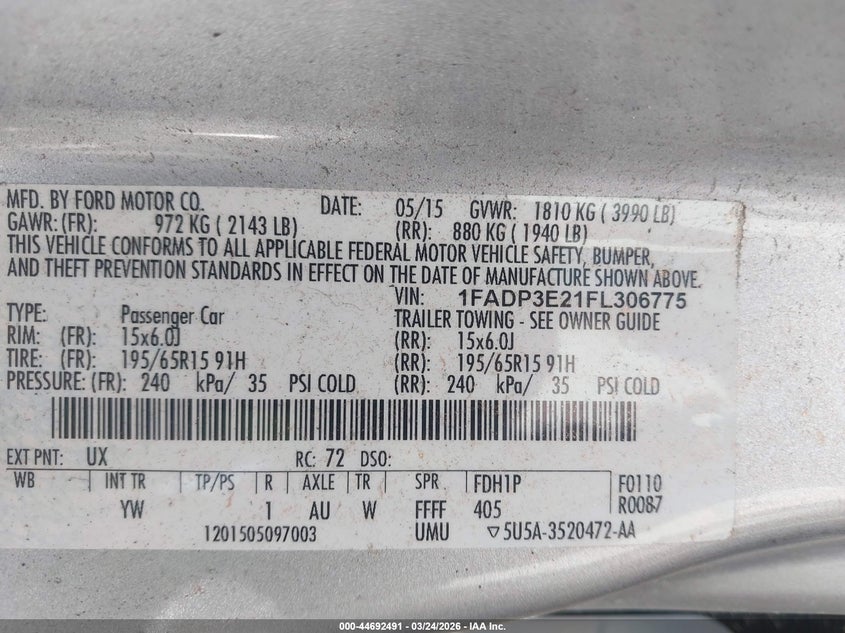 MFD. BY FORD MOTOR CO. DATE: 05/15 GVWR: 1810 KG ( 3990 LB)
GAWR: (FR): 972 KG ( 2143 LB) (RR): 880 KG ( 1940 LB)
THIS VEHICLE CONFORMS TO ALL APPLICABLE FEDERAL MOTOR VEHICLE SAFETY, BUMPER,
AND THEFT PREVENTION STANDARDS IN EFFECT ON THE DATE OF MANUFACTURE SHOWN ABOVE.
VIN: 1FADP3E21FL306775
TYPE: Passenger Car TRAILER TOWING - SEE OWNER GUIDE
RIM: (FR): 15x6.0J (RR): 15x6.0J
TIRE: (FR): 195/65R15 91H (RR): 195/65R15 91H
PRESSURE: (FR): 240 kPa/ 35 PSI COLD (RR): 240 kPa/ 35 PSI COLD
EXT PNT: UX RC: 72 DSO:
WB INT TR TP/PS R AXLE TR SPR FDH1P F0110
YW 1 AU W FFFF 405 R0087
1201505097003 UMU ▽5U5A-3520472-AA
000-44692491 - 03/24/2026 - IAA Inc.